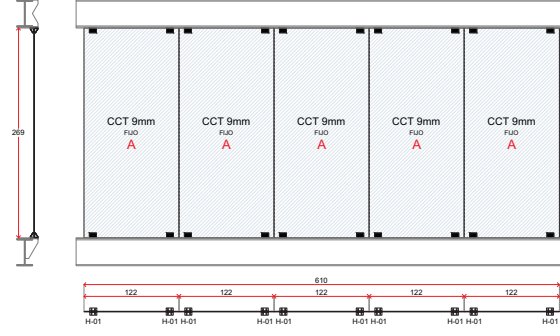 CCT 9mm CCT 9mm CCT 9mm CCT 9mm CCT 9mm
FIJO FIJO FIJO FIJO FIJO
269
A A A A A
610
122 122 122 122 122
H-01 H-01 H-01 H-01 H-01 H-01 H-01 H-01 H-01 H-01